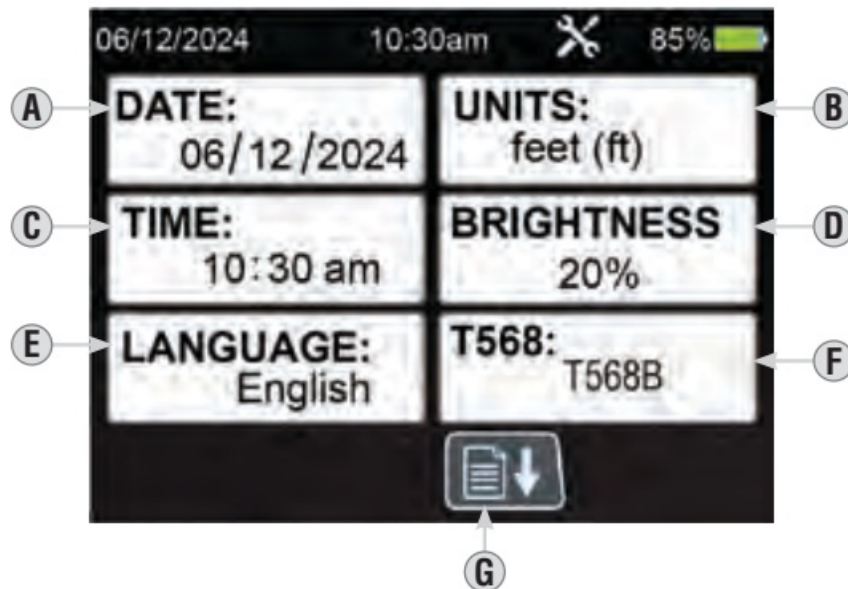 06/12/2024 10:30am 85%
A DATE: UNITS: B
06/12/2024 feet (ft)
C TIME: BRIGHTNESS D
10:30 am 20%
E LANGUAGE: T568: F
English T568B
G